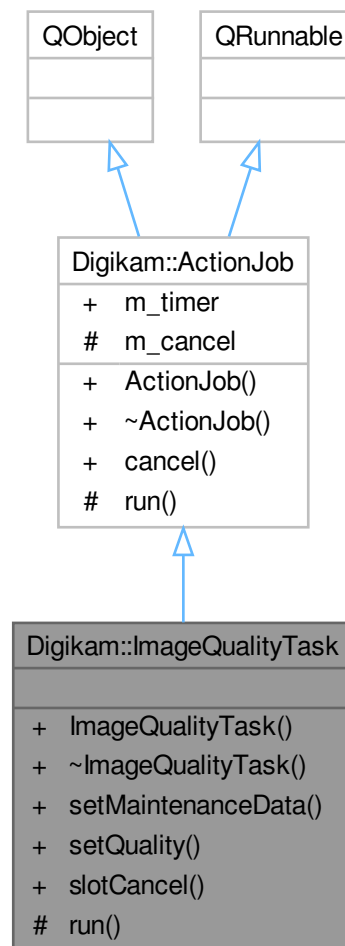 QObject
QRunnable
Digikam::ActionJob
+ m_timer
# m_cancel
+ ActionJob()
+ ~ActionJob()
+ cancel()
# run()
Digikam::ImageQualityTask
+ ImageQualityTask()
+ ~ImageQualityTask()
+ setMaintenanceData()
+ setQuality()
+ slotCancel()
# run()